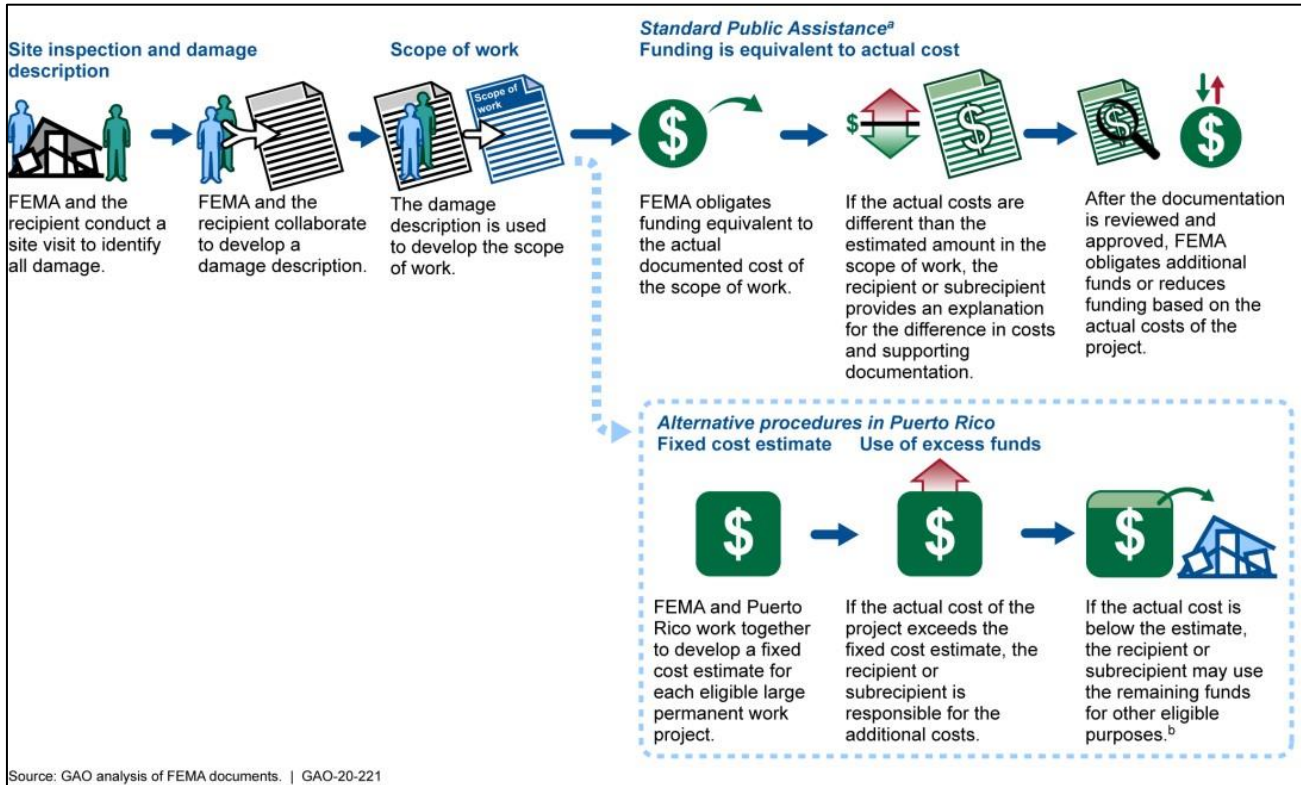 Site inspection and damage
description
FEMA and the
recipient conduct a
site visit to identify
all damage.
FEMA and the
recipient collaborate
to develop a
damage description.
Scope of work
Scope of
work
The damage
description is used
to develop the scope
of work.
Standard Public Assistanceᵃ
Funding is equivalent to actual cost
$
FEMA obligates
funding equivalent to
the actual
documented cost of
the scope of work.
$
$
If the actual costs are
different than the
estimated amount in the
scope of work, the
recipient or subrecipient
provides an explanation
for the difference in costs
and supporting
documentation.
$
$
After the documentation
is reviewed and
approved, FEMA
obligates additional
funds or reduces
funding based on the
actual costs of the
project.
Alternative procedures in Puerto Rico
Fixed cost estimate
$
FEMA and Puerto
Rico work together
to develop a fixed
cost estimate for
each eligible large
permanent work
project.
Use of excess funds
$
If the actual cost of the
project exceeds the
fixed cost estimate, the
recipient or
subrecipient is
responsible for the
additional costs.
$
If the actual cost is
below the estimate,
the recipient or
subrecipient may use
the remaining funds
for other eligible
purposes.ᵇ
Source: GAO analysis of FEMA documents. | GAO-20-221